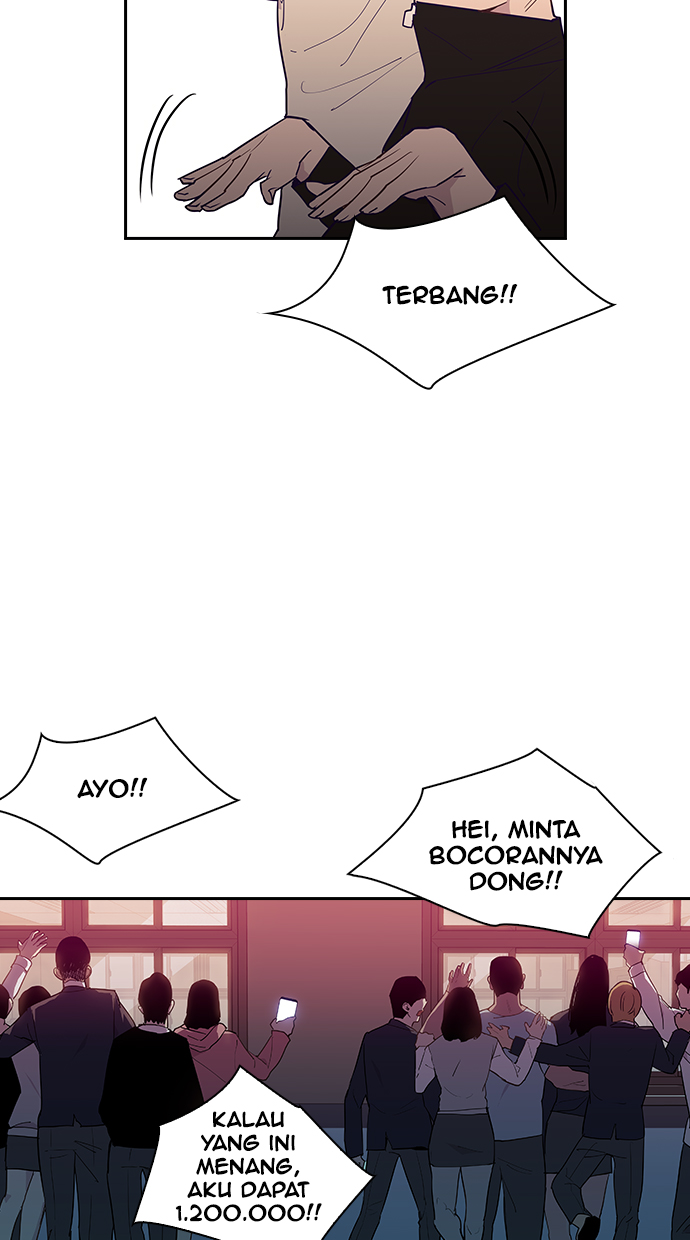 TERBANG!!
AYO!!
HEI, MINTA
BOCORANNYA
DONG!!
KALAU
YANG INI
MENANG,
AKU DAPAT
1.200.000!!